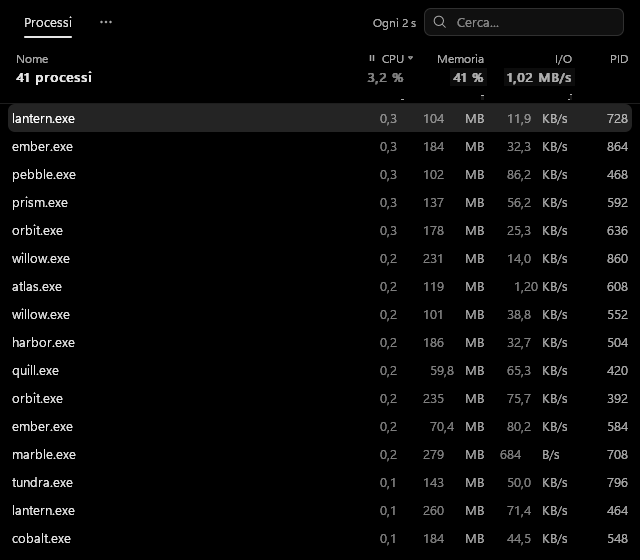 Processi ··· Ogni 2 s Cerca...
Nome CPU Memoria I/O PID
41 processi 3,2 % 41 % 1,02 MB/s
lantern.exe 0,3 104 MB 11,9 KB/s 728
ember.exe 0,3 184 MB 32,3 KB/s 864
pebble.exe 0,3 102 MB 86,2 KB/s 468
prism.exe 0,3 137 MB 56,2 KB/s 592
orbit.exe 0,3 178 MB 25,3 KB/s 636
willow.exe 0,2 231 MB 14,0 KB/s 860
atlas.exe 0,2 119 MB 1,20 KB/s 608
willow.exe 0,2 101 MB 38,8 KB/s 552
harbor.exe 0,2 186 MB 32,7 KB/s 504
quill.exe 0,2 59,8 MB 65,3 KB/s 420
orbit.exe 0,2 235 MB 75,7 KB/s 392
ember.exe 0,2 70,4 MB 80,2 KB/s 584
marble.exe 0,2 279 MB 684 B/s 708
tundra.exe 0,1 143 MB 50,0 KB/s 796
lantern.exe 0,1 260 MB 71,4 KB/s 464
cobalt.exe 0,1 184 MB 44,5 KB/s 548